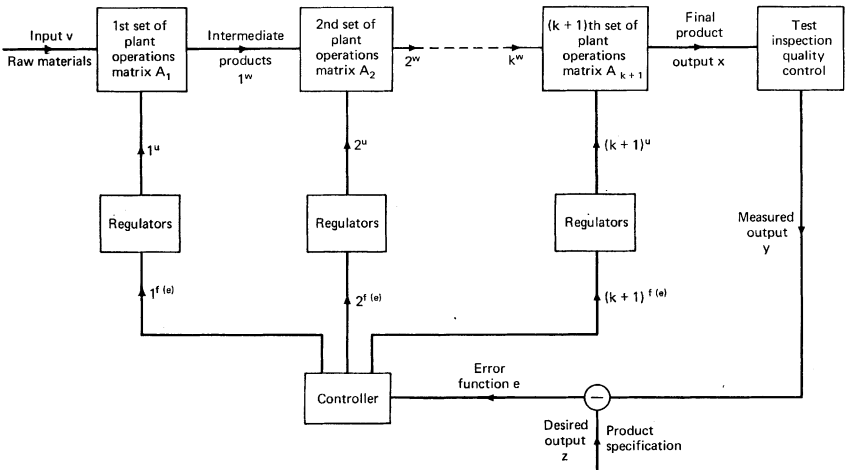 Input v
Raw materials
1st set of
plant
operations
matrix A₁
Intermediate
products
1ʷ
2nd set of
plant
operations
matrix A₂
2ʷ
kʷ
(k + 1)th set of
plant
operations
matrix A ₖ₊₁
Final
product
output x
Test
inspection
quality
control
1ᵘ
2ᵘ
(k + 1)ᵘ
Regulators
Regulators
Regulators
Measured
output
y
1ᶠ⁽ᵉ⁾
2ᶠ⁽ᵉ⁾
(k + 1)ᶠ⁽ᵉ⁾
Controller
Error
function e
−
Desired
output
z
Product
specification